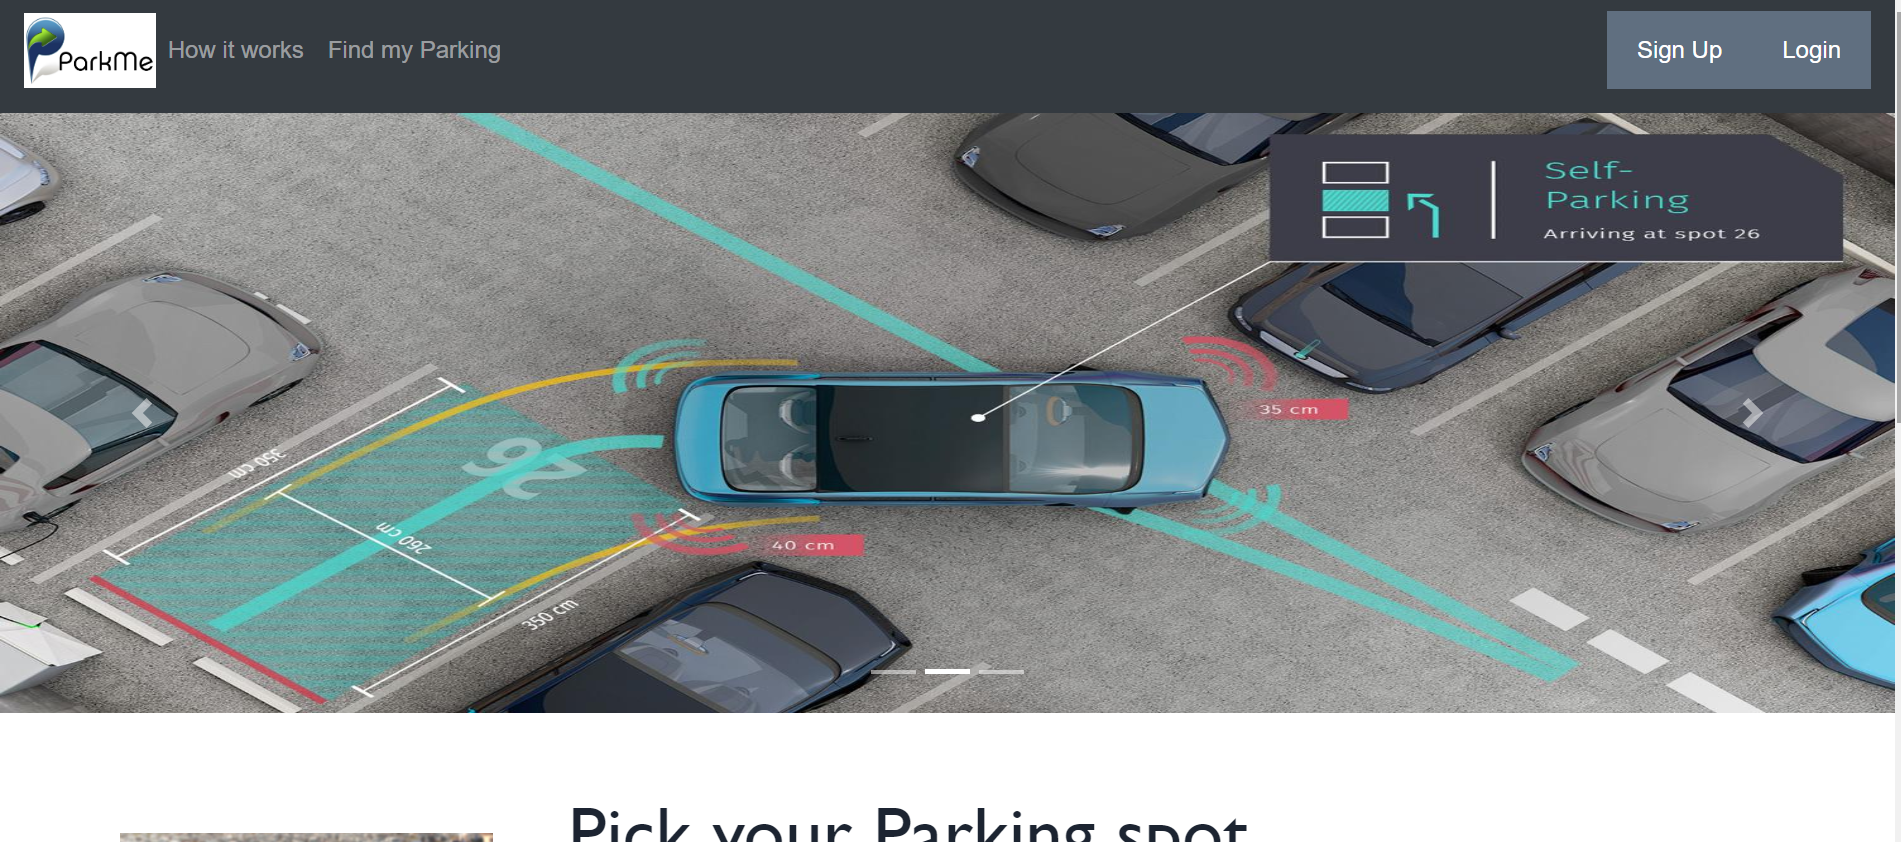 ParkMe
How it works
Find my Parking
Sign Up
Login
Self-
Parking
Arriving at spot 26
35 cm
26
350 cm
260 cm
40 cm
350 cm
Pick your Parking spot